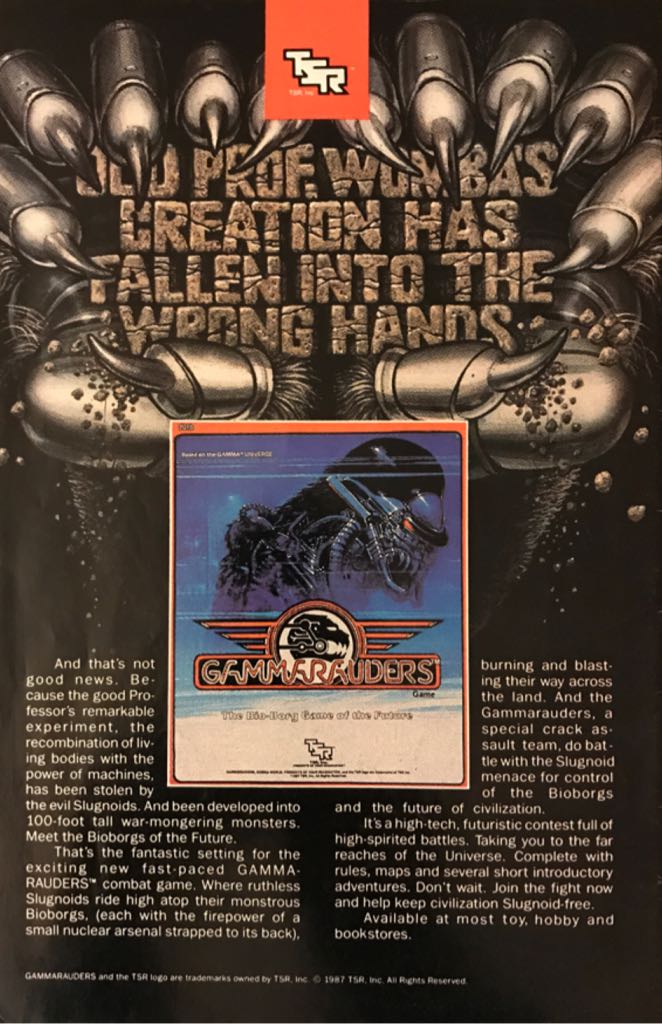 TSR
TM
TSR, Inc.
OLD PROF. WOMBA'S
CREATION HAS
FALLEN INTO THE
WRONG HANDS
Based on the GAMMA™ UNIVERSE
GAMMARAUDERS™
Game
The Bio-Borg Game of the Future
TSR
TSR, Inc.
PRODUCTS OF YOUR IMAGINATION™
And that's not
good news. Be-
cause the good Pro-
fessor's remarkable
experiment, the
recombination of liv-
ing bodies with the
power of machines,
has been stolen by
the evil Slugnoids. And been developed into
100-foot tall war-mongering monsters.
Meet the Bioborgs of the Future.
That's the fantastic setting for the
exciting new fast-paced GAMMA-
RAUDERS™ combat game. Where ruthless
Slugnoids ride high atop their monstrous
Bioborgs, (each with the firepower of a
small nuclear arsenal strapped to its back),
burning and blast-
ing their way across
the land. And the
Gammarauders, a
special crack as-
sault team, do bat-
tle with the Slugnoid
menace for control
of the Bioborgs
and the future of civilization.
It's a high-tech, futuristic contest full of
high-spirited battles. Taking you to the far
reaches of the Universe. Complete with
rules, maps and several short introductory
adventures. Don't wait. Join the fight now
and help keep civilization Slugnoid-free.
Available at most toy, hobby and
bookstores.
GAMMARAUDERS and the TSR logo are trademarks owned by TSR, Inc. © 1987 TSR, Inc. All Rights Reserved.